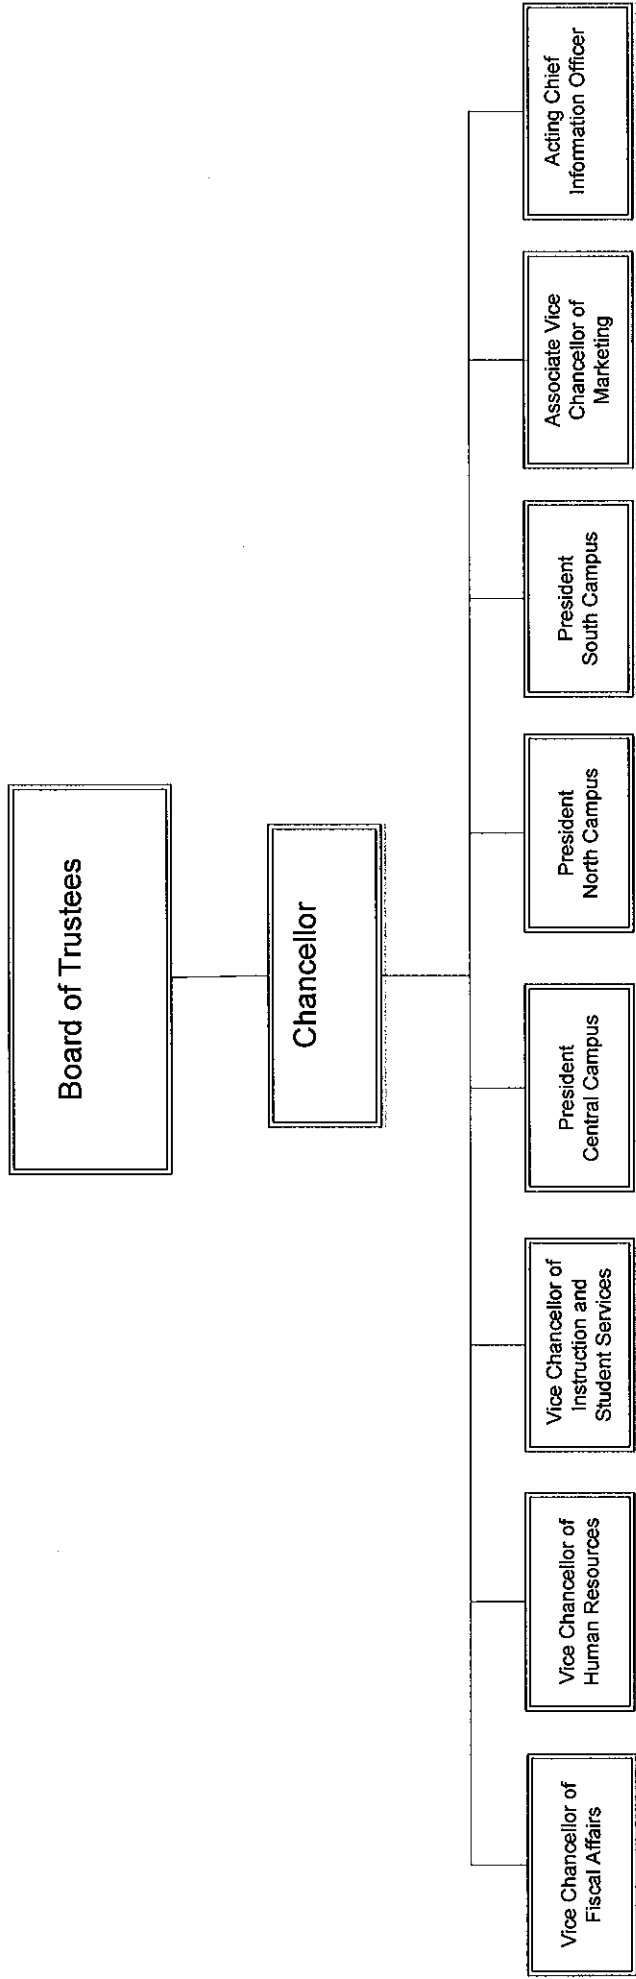 Board of Trustees
Chancellor
Vice Chancellor of
Fiscal Affairs
Vice Chancellor of
Human Resources
Vice Chancellor of
Instruction and
Student Services
President
Central Campus
President
North Campus
President
South Campus
Associate Vice
Chancellor of
Marketing
Acting Chief
Information Officer